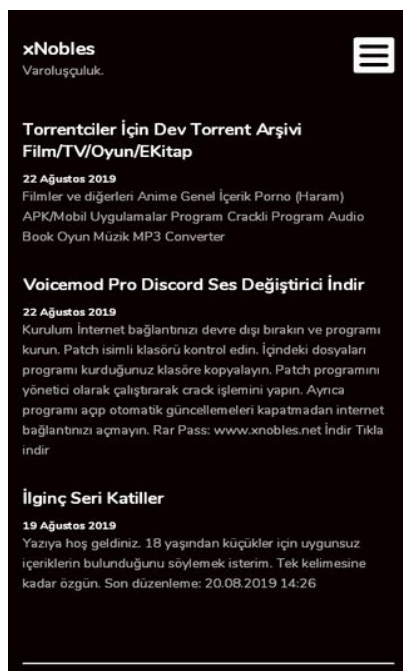 xNobles
Varoluşçuluk.
Torrentciler İçin Dev Torrent Arşivi
Film/TV/Oyun/EKitap
22 Ağustos 2019
Filmler ve diğerleri Anime Genel İçerik Porno (Haram)
APK/Mobil Uygulamalar Program Crackli Program Audio
Book Oyun Müzik MP3 Converter
Voicemod Pro Discord Ses Değiştirici İndir
22 Ağustos 2019
Kurulum İnternet bağlantınızı devre dışı bırakın ve programı
kurun. Patch isimli klasörü kontrol edin. İçindeki dosyaları
programı kurduğunuz klasöre kopyalayın. Patch programını
yönetici olarak çalıştırarak crack işlemini yapın. Ayrıca
programı açıp otomatik güncellemeleri kapatmadan internet
bağlantınızı açmayın. Rar Pass: www.xnobles.net İndir Tıkla
indir
İlginç Seri Katiller
19 Ağustos 2019
Yazıya hoş geldiniz. 18 yaşından küçükler için uygunsuz
içeriklerin bulunduğunu söylemek isterim. Tek kelimesine
kadar özgün. Son düzenleme: 20.08.2019 14:26